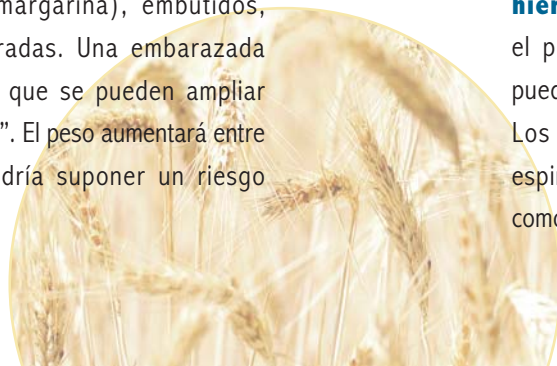 margarina), embutidos,
radas. Una embarazada
que se pueden ampliar
”. El peso aumentará entre
dría suponer un riesgo
hier
el p
pued
Los
espi
como